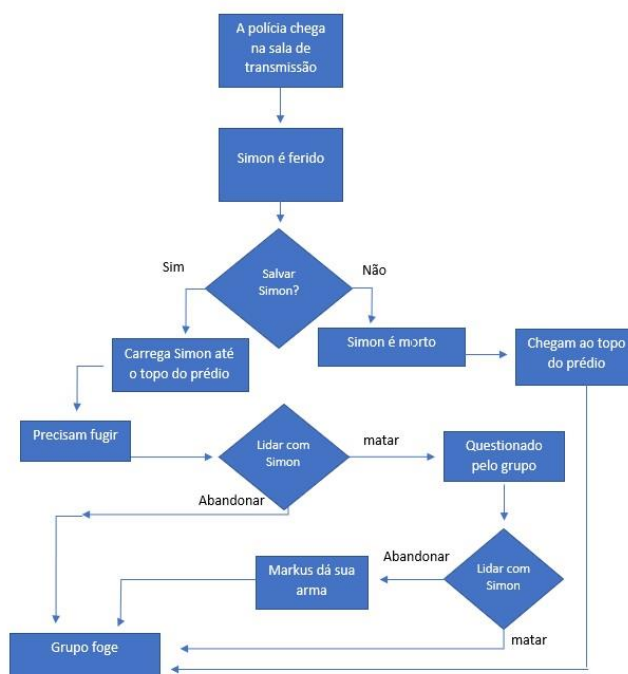 A polícia chega
na sala de
transmissão
Simon é ferido
Salvar
Simon?
Sim
Não
Carrega Simon até
o topo do prédio
Simon é morto
Chegam ao topo
do prédio
Precisam fugir
Lidar com
Simon
matar
Questionado
pelo grupo
Abandonar
Markus dá sua
arma
Abandonar
Lidar com
Simon
matar
Grupo foge